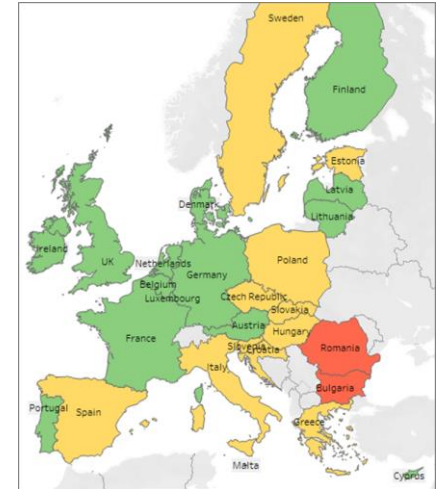 Sweden
Finland
Estonia
Latvia
Denmark
Lithuania
Ireland
UK
Netherlands
Poland
Belgium
Germany
Luxembourg
Czech Republic
Slovakia
Austria
Hungary
France
Slovenia
Croatia
Romania
Italy
Bulgaria
Portugal
Spain
Greece
Malta
Cyprus